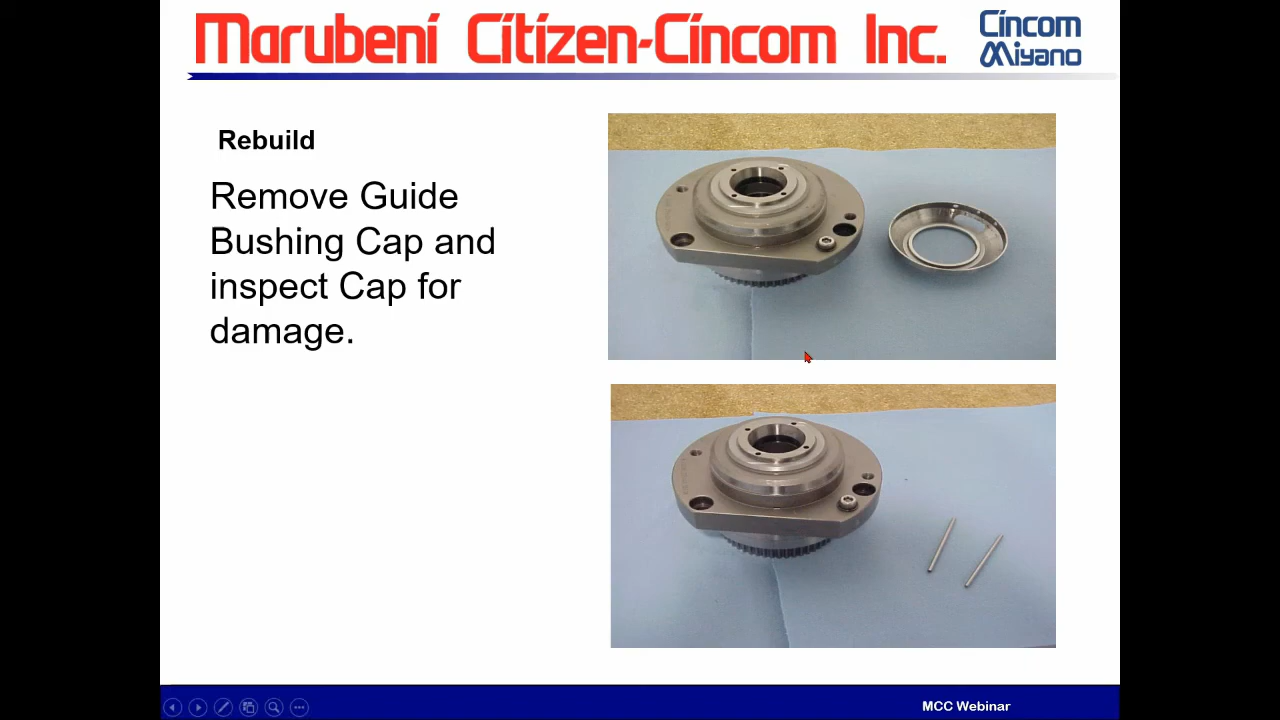 Marubeni Citizen-Cincom Inc.
Cincom
Miyano
Rebuild
Remove Guide
Bushing Cap and
inspect Cap for
damage.
MCC Webinar